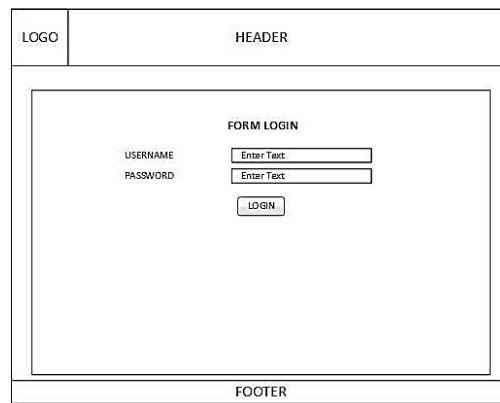 LOGO HEADER
FORM LOGIN
USERNAME Enter Text
PASSWORD Enter Text
LOGIN
FOOTER